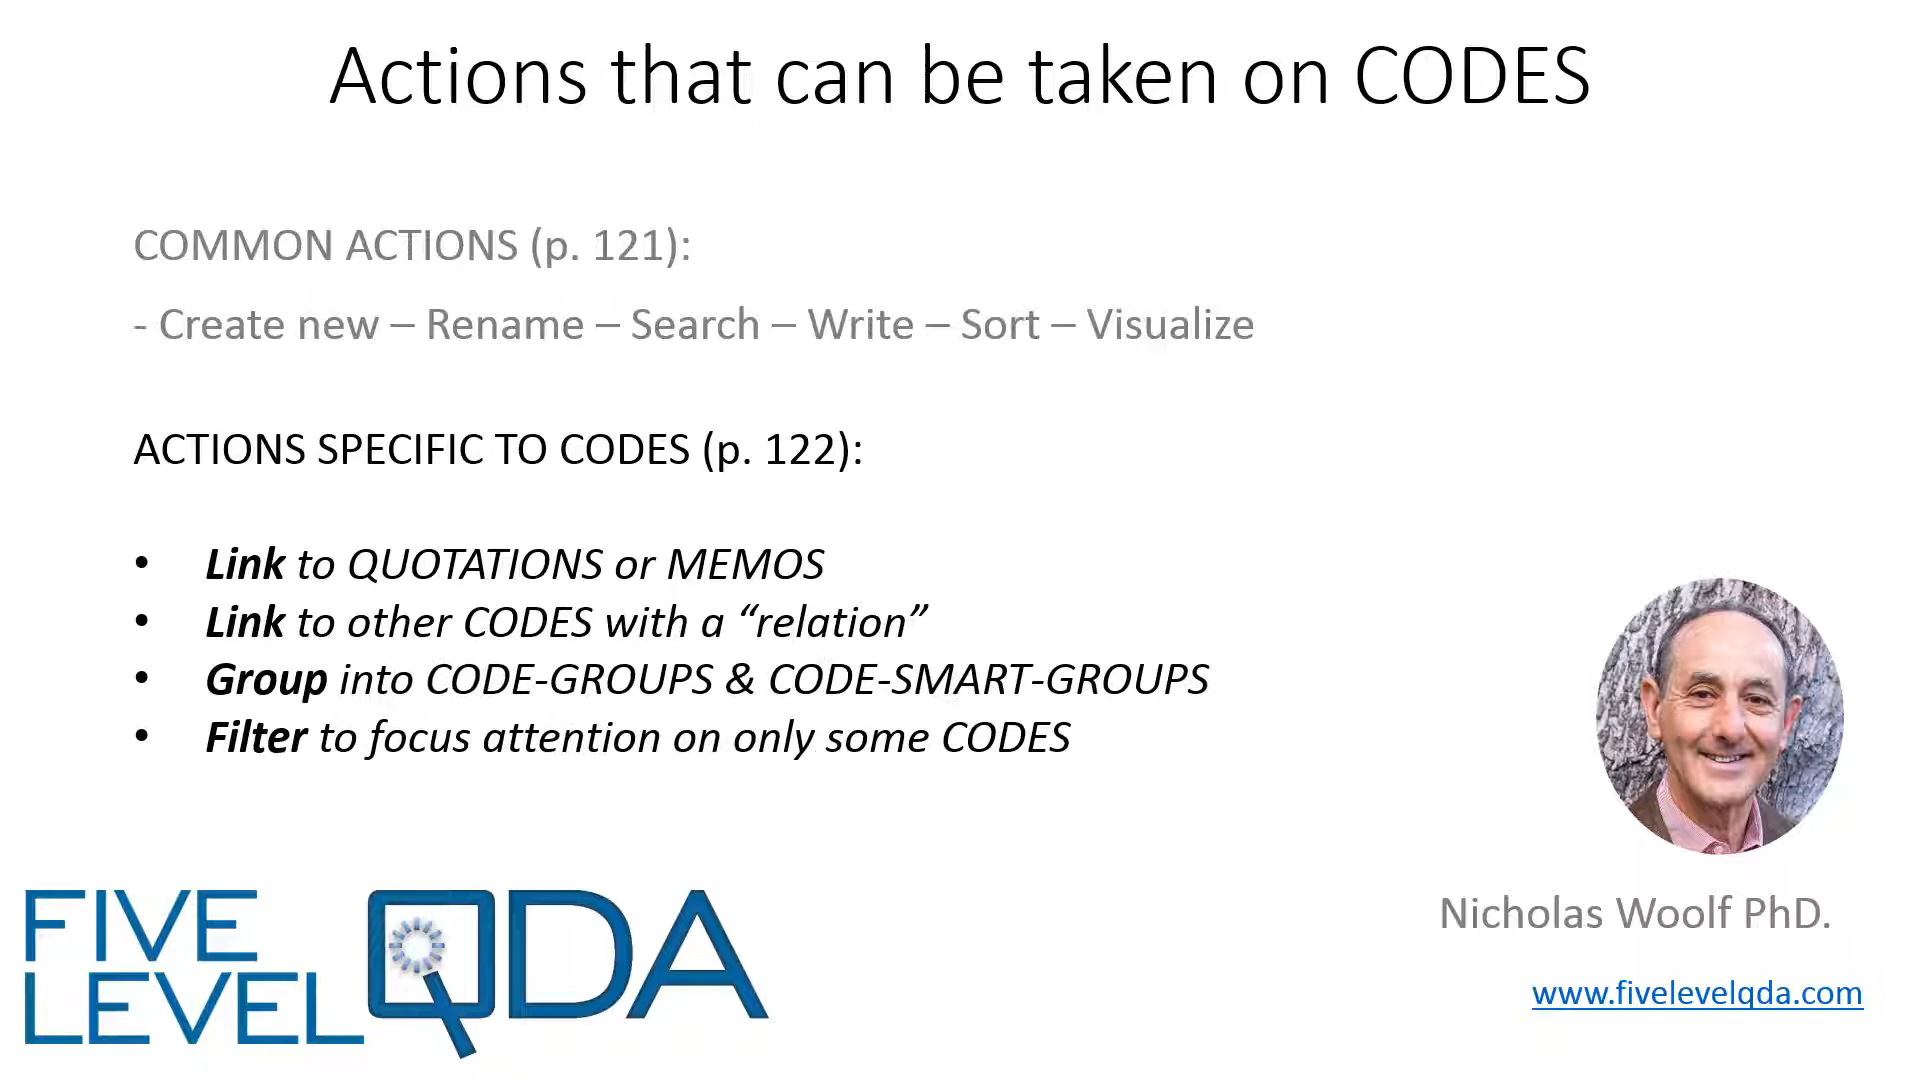 Actions that can be taken on CODES
COMMON ACTIONS (p. 121):
- Create new – Rename – Search – Write – Sort – Visualize
ACTIONS SPECIFIC TO CODES (p. 122):
• Link to QUOTATIONS or MEMOS
• Link to other CODES with a “relation”
• Group into CODE-GROUPS & CODE-SMART-GROUPS
• Filter to focus attention on only some CODES
FIVE
LEVEL QDA
Nicholas Woolf PhD.
www.fivelevelqda.com